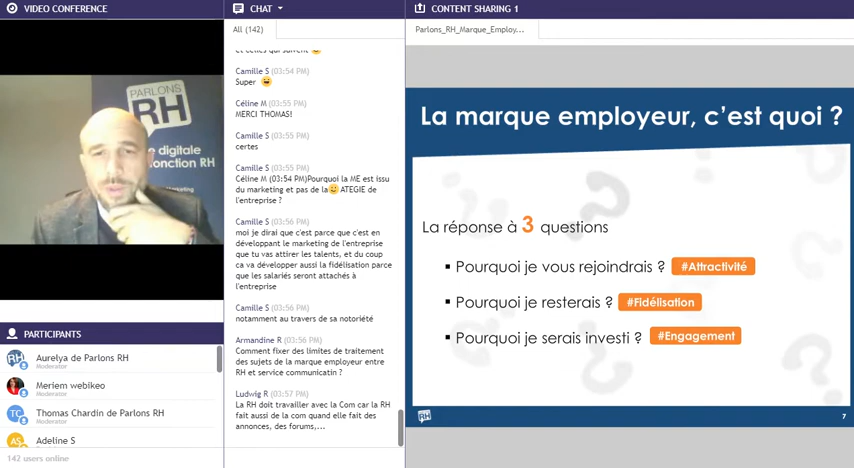 VIDEO CONFERENCE
PARLONS
RH
e digitale
onction RH
PARTICIPANTS
RH
Aurelya de Parlons RH
Moderator
Meriem webikeo
Moderator
TC
Thomas Chardin de Parlons RH
Moderator
AS
Adeline S
142 users online
CHAT
All (142)
et celles qui suivent
Camille S (03:54 PM)
Super
Céline M (03:55 PM)
MERCI THOMAS!
Camille S (03:55 PM)
certes
Camille S (03:55 PM)
Céline M (03:54 PM)Pourquoi la ME est issu
du marketing et pas de la ATEGIE de
l'entreprise ?
Camille S (03:56 PM)
moi je dirai que c'est parce que c'est en
développant le marketing de l'entreprise
que tu vas attirer les talents, et du coup
ca va développer aussi la fidélisation parce
que les salariés seront attachés à
l'entreprise
Camille S (03:56 PM)
notamment au travers de sa notoriété
Armandine R (03:56 PM)
Comment fixer des limites de traitement
des sujets de la marque employeur entre
RH et service communicatin ?
Ludwig R (03:57 PM)
La RH doit travailler avec la Com car la RH
fait aussi de la com quand elle fait des
annonces, des forums,...
CONTENT SHARING 1
Parlons_RH_Marque_Employ...
La marque employeur, c'est quoi ?
La réponse à 3 questions
▪ Pourquoi je vous rejoindrais ? #Attractivité
▪ Pourquoi je resterais ? #Fidélisation
▪ Pourquoi je serais investi ? #Engagement
RH
7